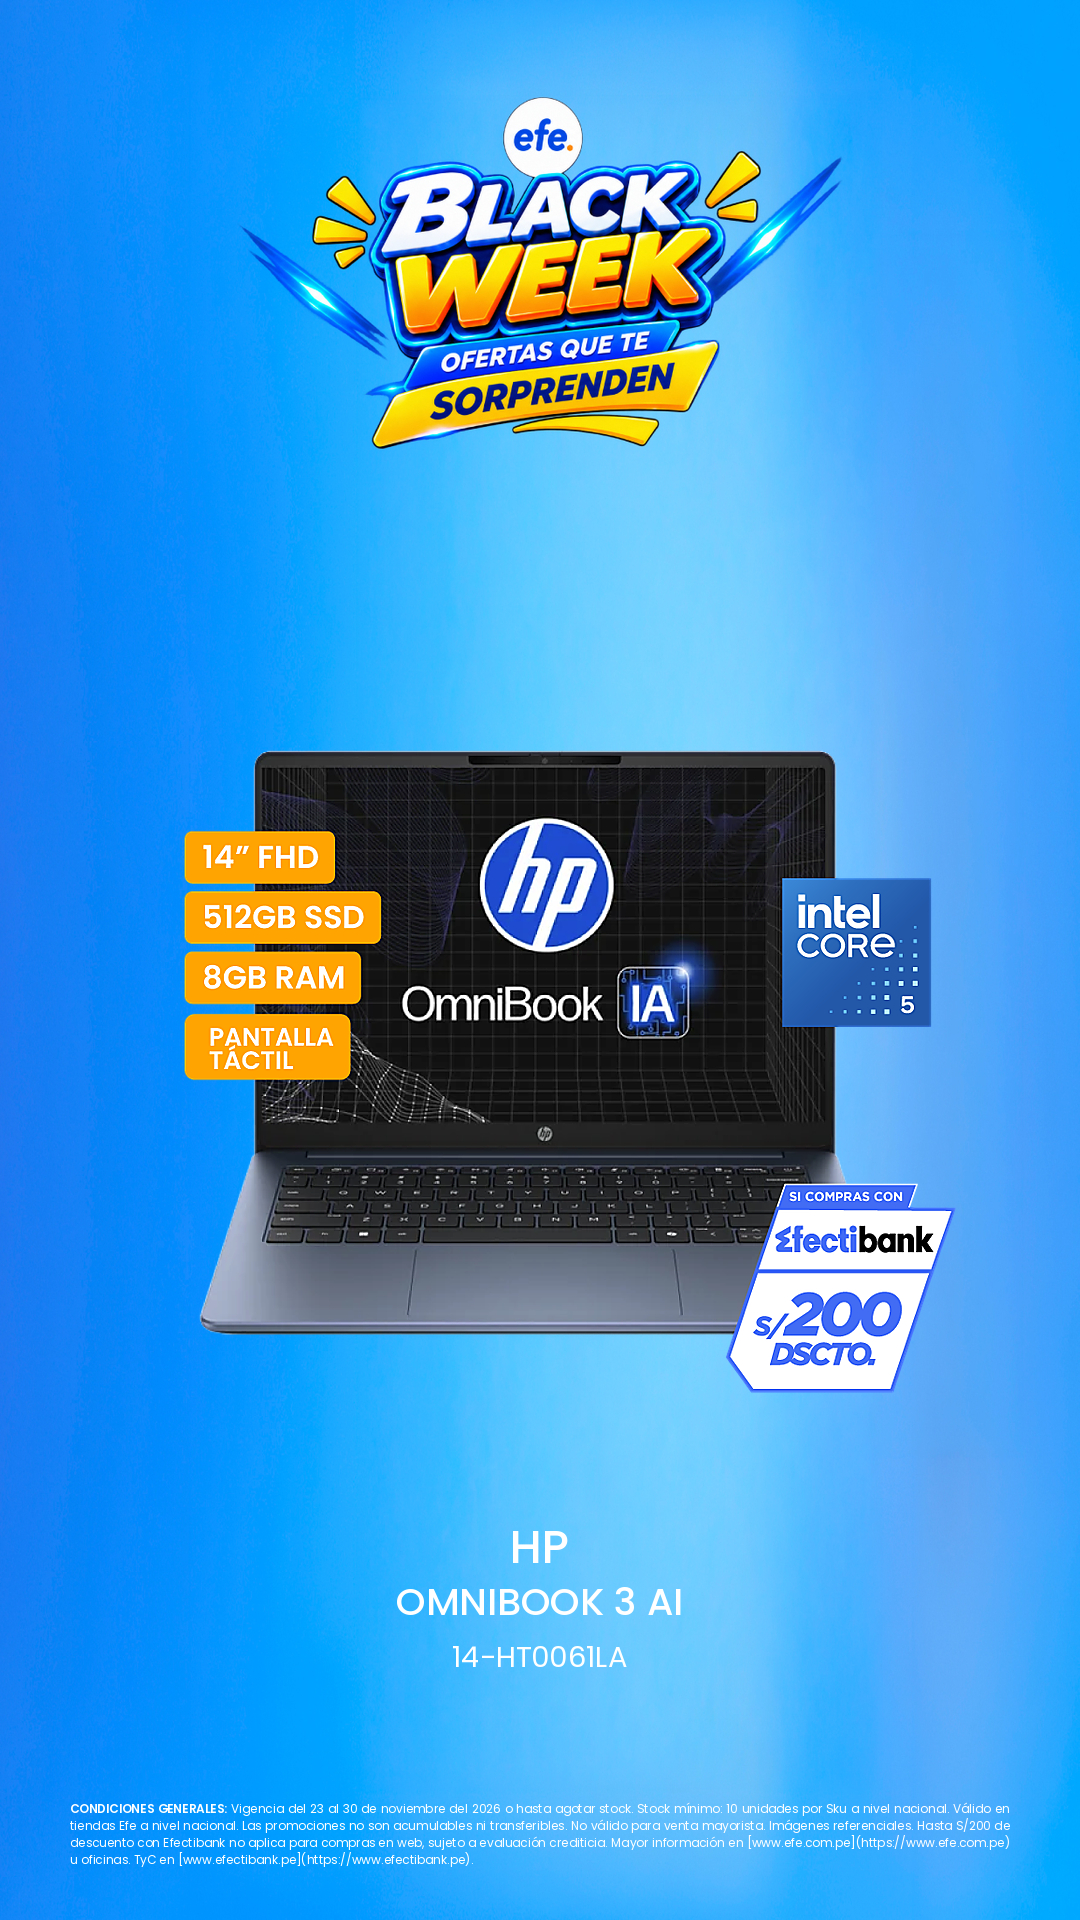 efe.
BLACK
WEEK
OFERTAS QUE TE
SORPRENDEN
14” FHD
512GB SSD
8GB RAM
PANTALLA
TÁCTIL
hp
OmniBook IA
intel
CORE
5
hp
SI COMPRAS CON
Efectibank
S/200
DSCTO.
HP
OMNIBOOK 3 AI
14-HT0061LA
CONDICIONES GENERALES: Vigencia del 23 al 30 de noviembre del 2026 o hasta agotar stock. Stock mínimo: 10 unidades por Sku a nivel nacional. Válido en
tiendas Efe a nivel nacional. Las promociones no son acumulables ni transferibles. No válido para venta mayorista. Imágenes referenciales. Hasta S/200 de
descuento con Efectibank no aplica para compras en web, sujeto a evaluación crediticia. Mayor información en [www.efe.com.pe](https://www.efe.com.pe)
u oficinas. TyC en [www.efectibank.pe](https://www.efectibank.pe).